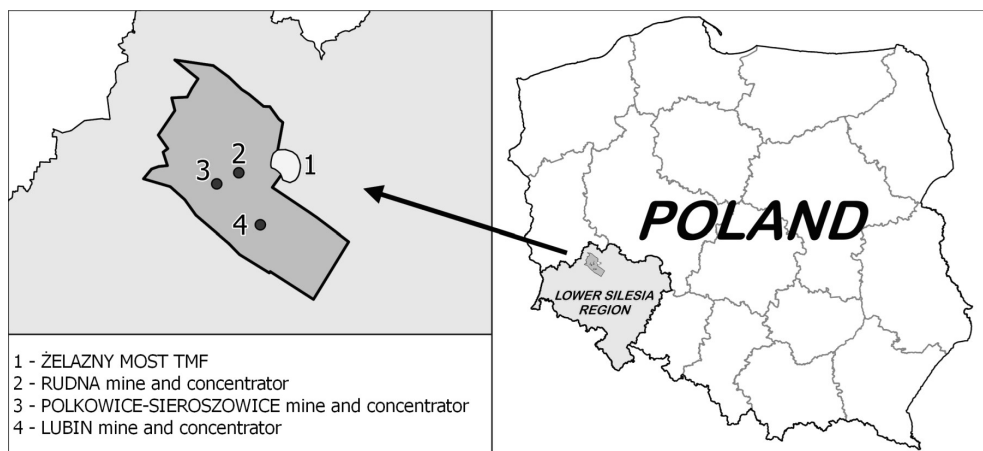 1
2
3
4
1 - ŻELAZNY MOST TMF
2 - RUDNA mine and concentrator
3 - POLKOWICE-SIEROSZOWICE mine and concentrator
4 - LUBIN mine and concentrator
POLAND
LOWER SILESIA
REGION